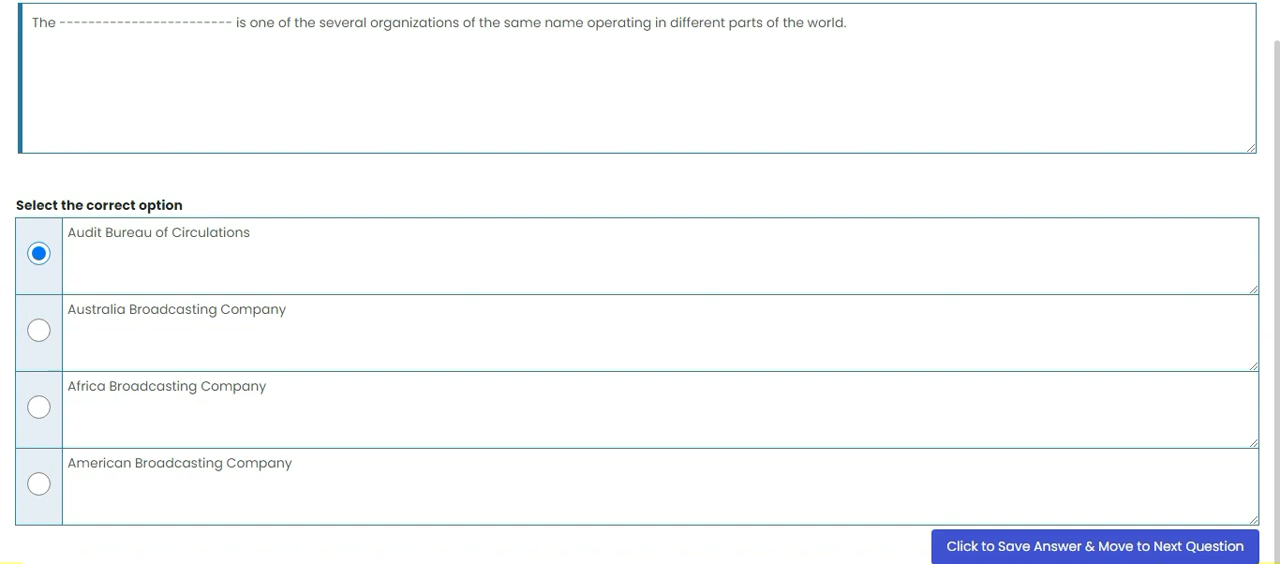 The ------------------------ is one of the several organizations of the same name operating in different parts of the world.
Select the correct option
Audit Bureau of Circulations
Australia Broadcasting Company
Africa Broadcasting Company
American Broadcasting Company
Click to Save Answer & Move to Next Question